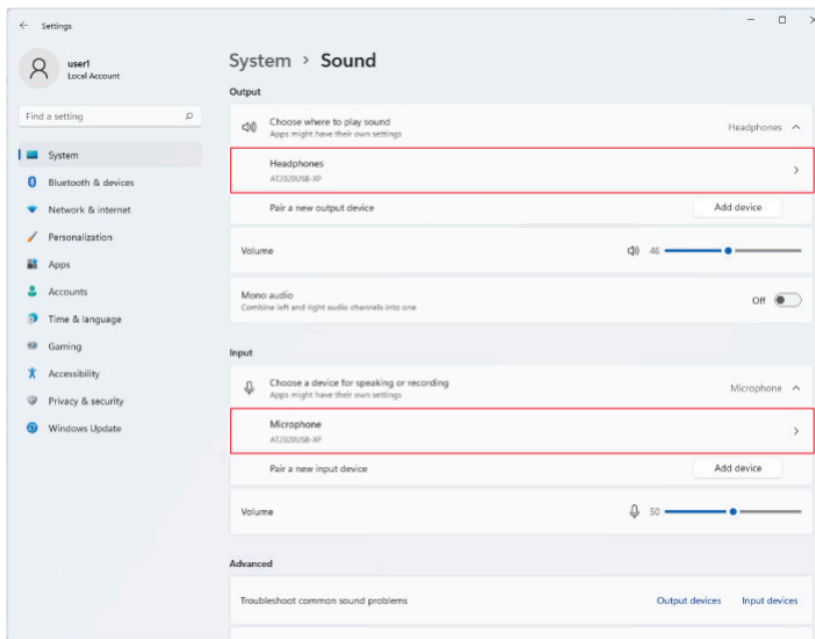 Settings
user1
Local Account
Find a setting
System
Bluetooth & devices
Network & internet
Personalization
Apps
Accounts
Time & language
Gaming
Accessibility
Privacy & security
Windows Update
System > Sound
Output
Choose where to play sound
Apps might have their own settings
Headphones
Headphones
AT2020USB-XP
Pair a new output device
Add device
Volume
46
Mono audio
Combine left and right audio channels into one
Off
Input
Choose a device for speaking or recording
Apps might have their own settings
Microphone
Microphone
AT2020USB-XP
Pair a new input device
Add device
Volume
50
Advanced
Troubleshoot common sound problems
Output devices
Input devices